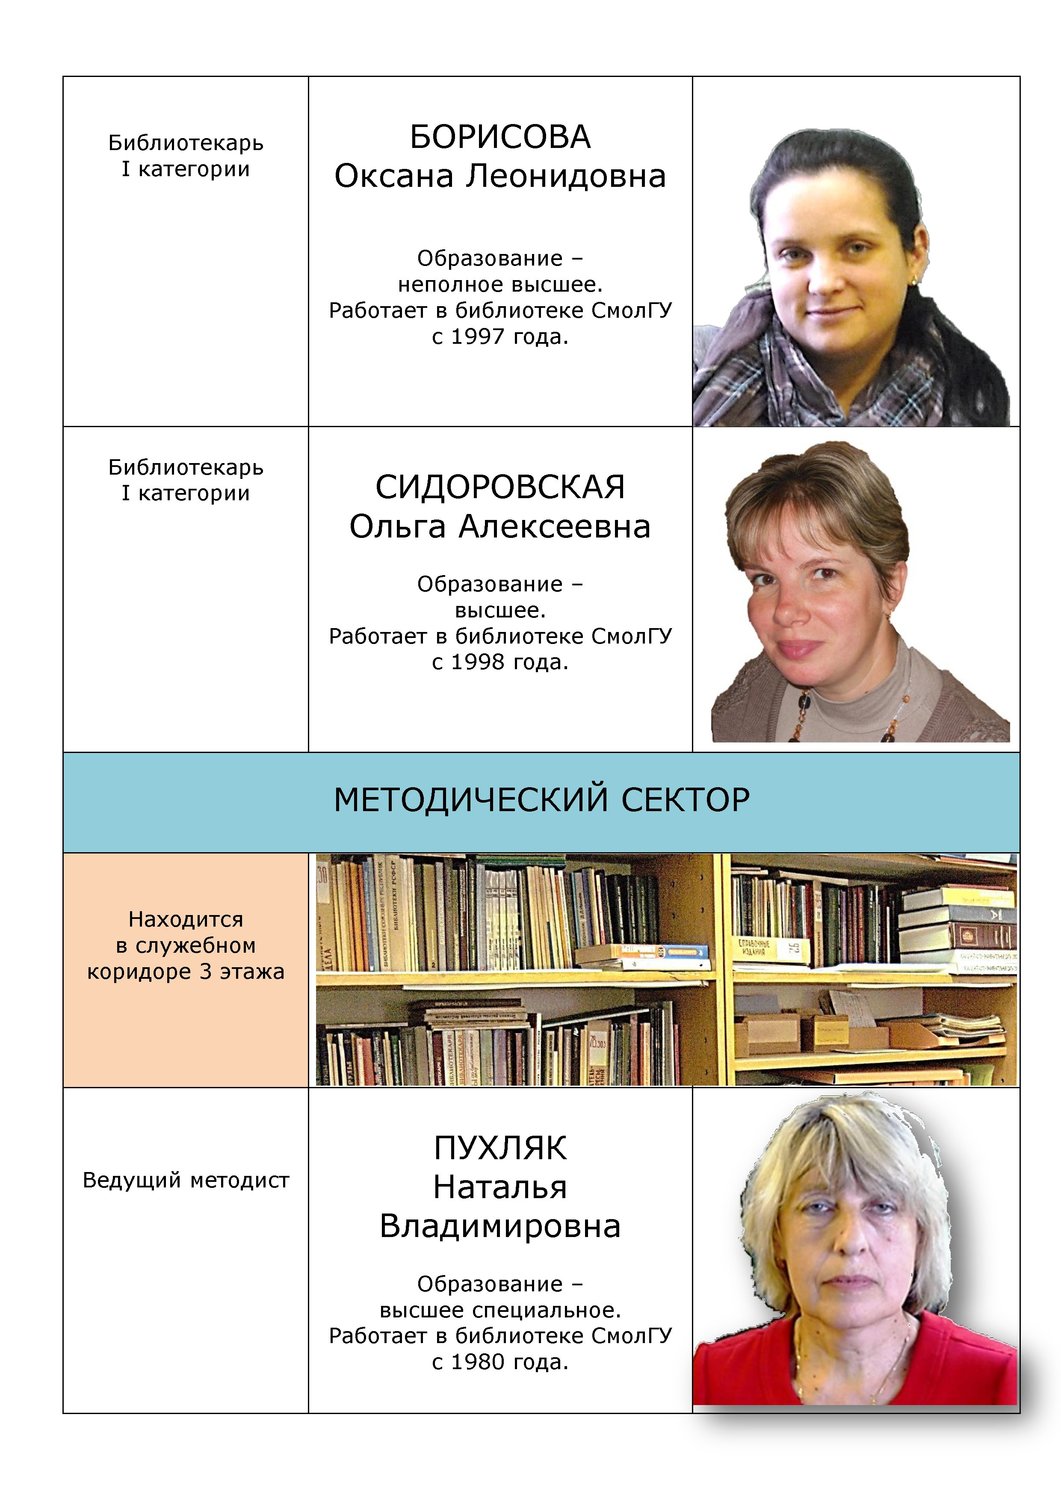 Библиотекарь
I категории
БОРИСОВА
Оксана Леонидовна
Образование –
неполное высшее.
Работает в библиотеке СмолГУ
с 1997 года.
Библиотекарь
I категории
СИДОРОВСКАЯ
Ольга Алексеевна
Образование –
высшее.
Работает в библиотеке СмолГУ
с 1998 года.
МЕТОДИЧЕСКИЙ СЕКТОР
Находится
в служебном
коридоре 3 этажа
СПРАВОЧНЫЕ
ИЗДАНИЯ
Ведущий методист
ПУХЛЯК
Наталья
Владимировна
Образование –
высшее специальное.
Работает в библиотеке СмолГУ
с 1980 года.